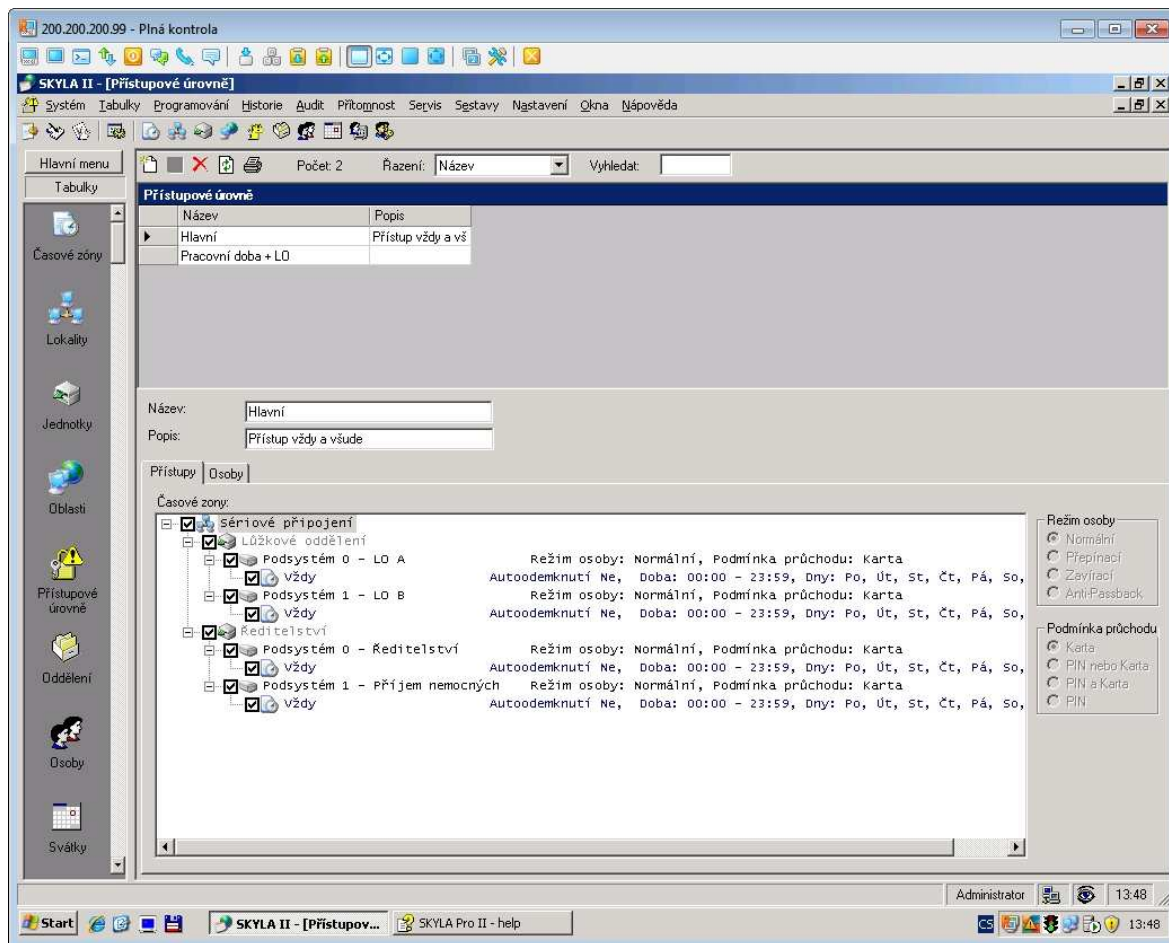 200.200.200.99 - Plná kontrola
SKYLA II - [Přístupové úrovně]
Systém Tabulky Programování Historie Audit Přítomnost Servis Sestavy Nastavení Okna Nápověda
Hlavní menu
Počet: 2 Řazení: Název Vyhledat:
Tabulky
Přístupové úrovně
Název Popis
Hlavní Přístup vždy a vš
Pracovní doba + LO
Časové zóny
Lokality
Jednotky
Oblasti
Přístupové
úrovně
Oddělení
Osoby
Svátky
Název: Hlavní
Popis: Přístup vždy a všude
Přístupy Osoby
Časové zony:
Sériové připojení
Lůžkové oddělení
Podsystém 0 - LO A Režim osoby: Normální, Podmínka průchodu: Karta
Vždy Autoodemknutí Ne, Doba: 00:00 - 23:59, Dny: Po, Út, St, Čt, Pá, So,
Podsystém 1 - LO B Režim osoby: Normální, Podmínka průchodu: Karta
Vždy Autoodemknutí Ne, Doba: 00:00 - 23:59, Dny: Po, Út, St, Čt, Pá, So,
Ředitelství
Podsystém 0 - Ředitelství Režim osoby: Normální, Podmínka průchodu: Karta
Vždy Autoodemknutí Ne, Doba: 00:00 - 23:59, Dny: Po, Út, St, Čt, Pá, So,
Podsystém 1 - Příjem nemocných Režim osoby: Normální, Podmínka průchodu: Karta
Vždy Autoodemknutí Ne, Doba: 00:00 - 23:59, Dny: Po, Út, St, Čt, Pá, So,
Režim osoby
Normální
Přepínací
Zavírací
Anti-Passback
Podmínka průchodu
Karta
PIN nebo Karta
PIN a Karta
PIN
Administrator 13:48
Start SKYLA II - [Přístupov... SKYLA Pro II - help CS 13:48